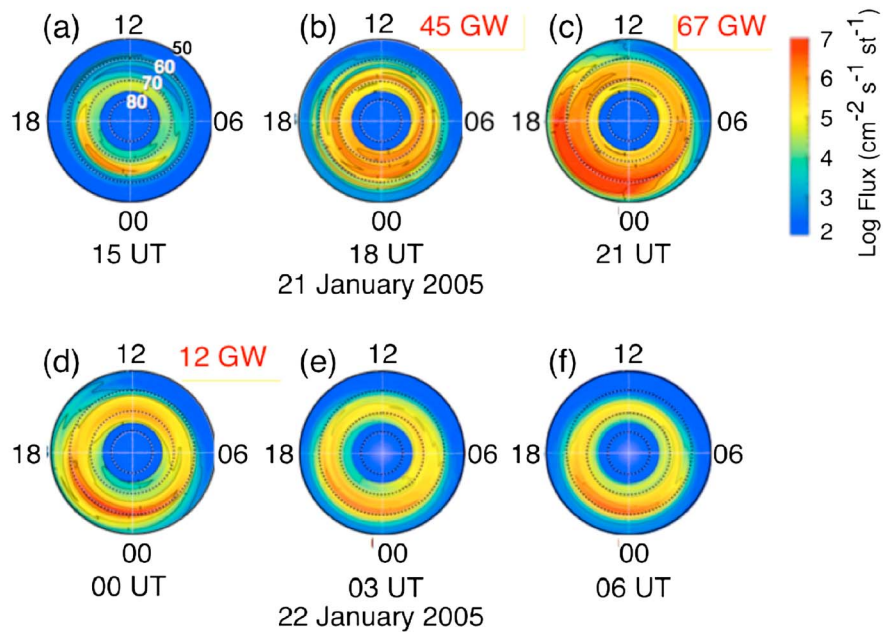 (a) 12 50 60 70 80 18 06 00 15 UT
(b) 12 45 GW 18 06 00 18 UT
(c) 12 67 GW 18 06 00 21 UT
7 6 5 4 3 2 Log Flux (cm⁻² s⁻¹ st⁻¹)
21 January 2005
(d) 12 12 GW 18 06 00 00 UT
(e) 12 18 06 00 03 UT
(f) 12 18 06 00 06 UT
22 January 2005